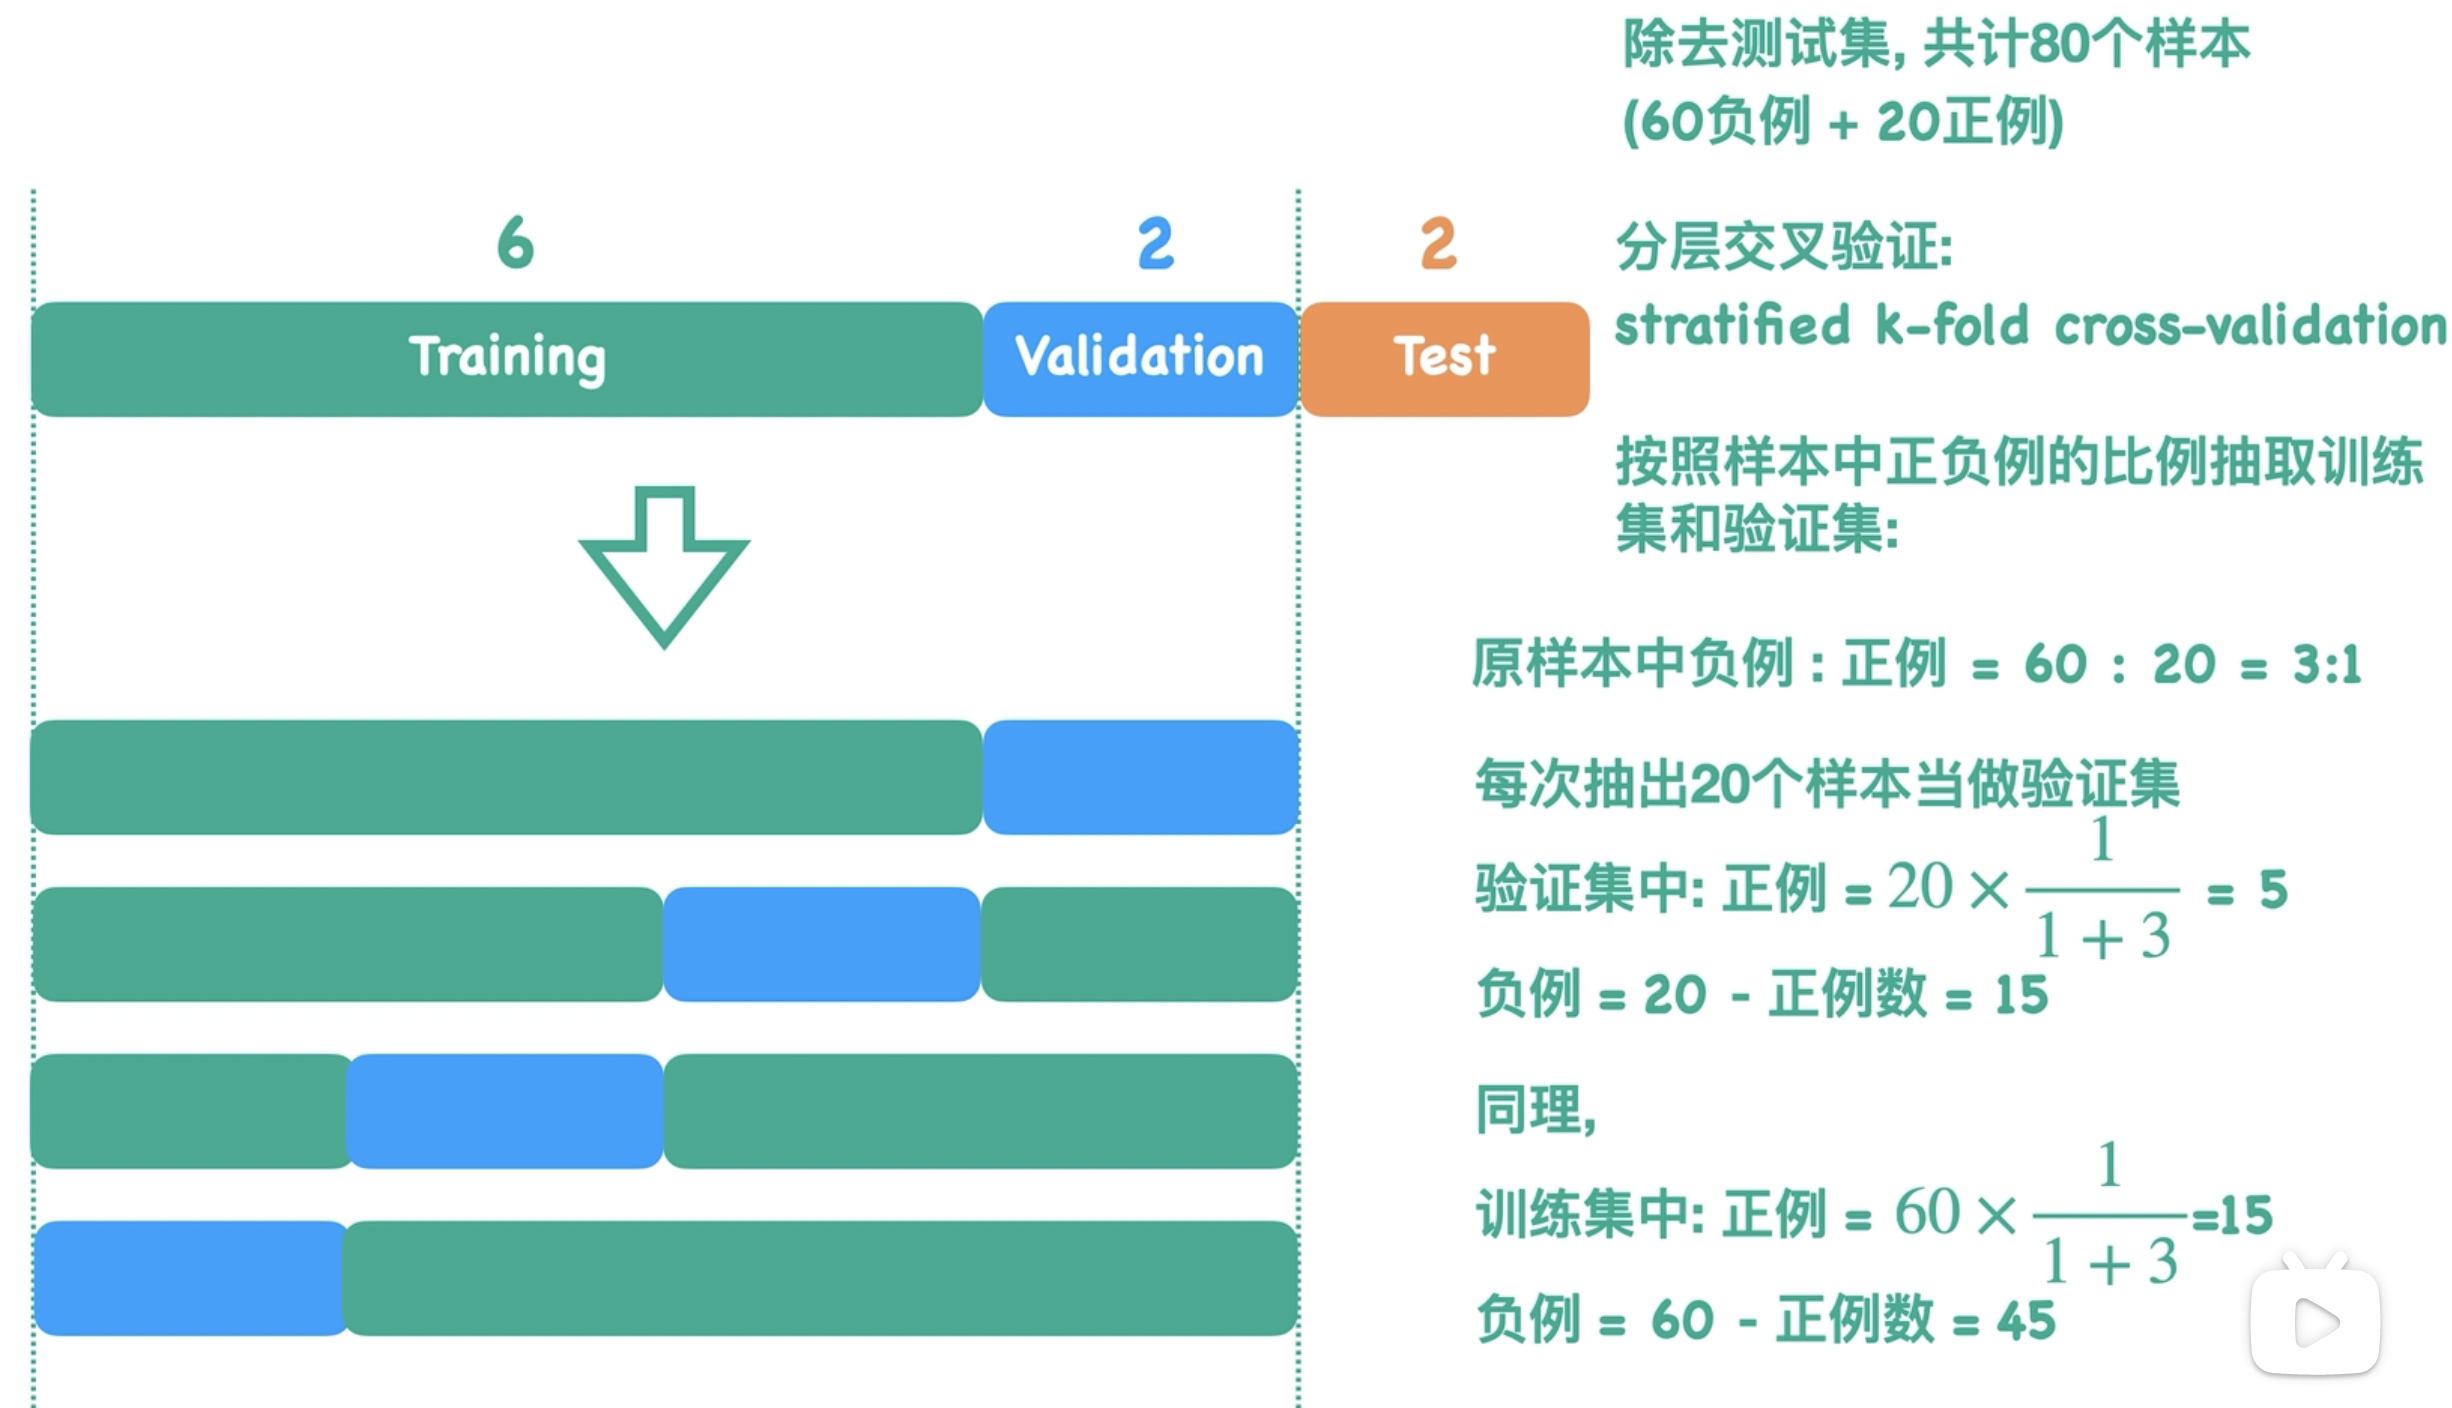 除去测试集, 共计80个样本
(60负例 + 20正例)
6
2
2
Training
Validation
Test
分层交叉验证:
stratified k-fold cross-validation
按照样本中正负例的比例抽取训练
集和验证集:
原样本中负例 : 正例 = 60 : 20 = 3:1
每次抽出20个样本当做验证集
验证集中: 正例 = 20 × 1/(1 + 3) = 5
负例 = 20 - 正例数 = 15
同理,
训练集中: 正例 = 60 × 1/(1 + 3) =15
负例 = 60 - 正例数 = 45